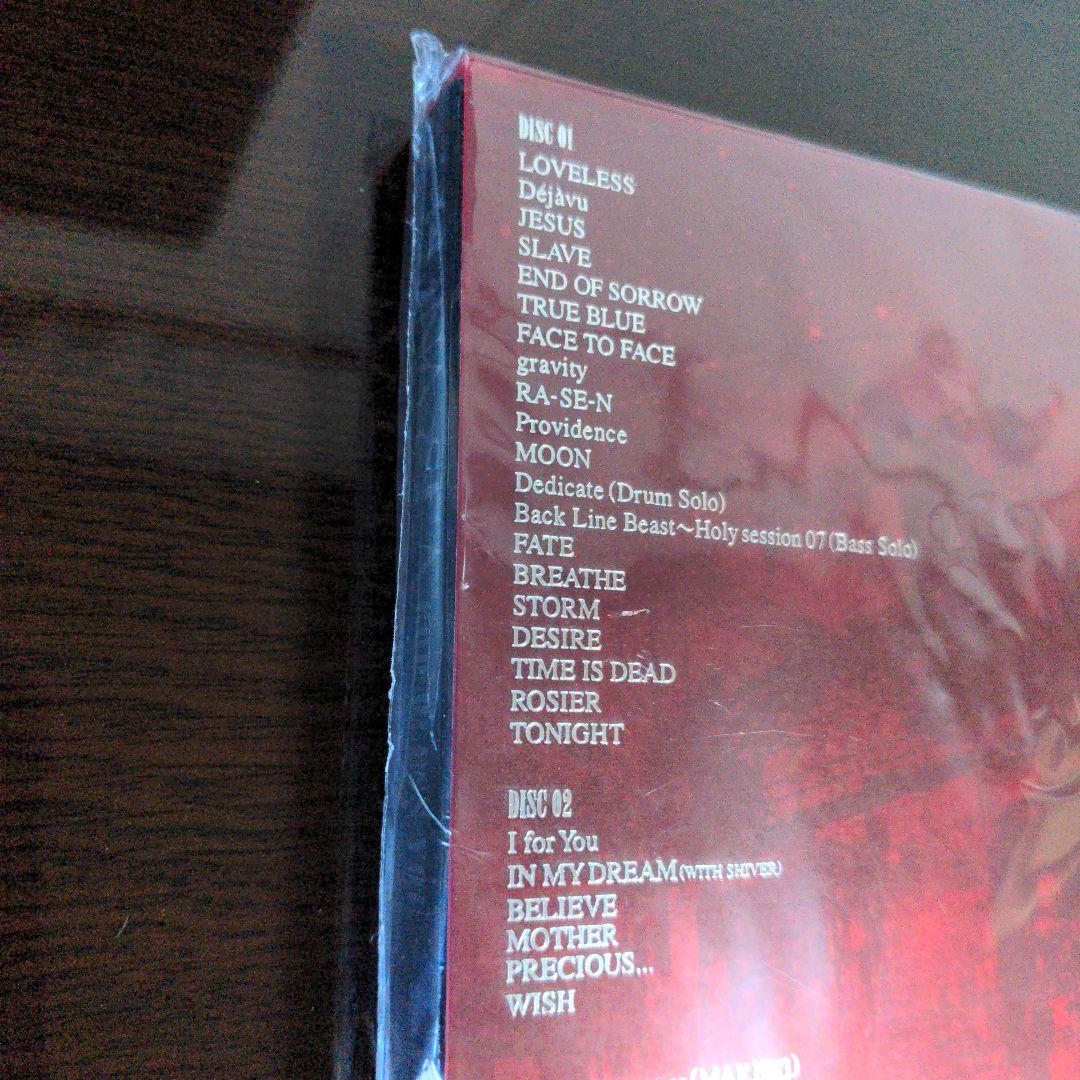 DISC 01
LOVELESS
Déjàvu
JESUS
SLAVE
END OF SORROW
TRUE BLUE
FACE TO FACE
gravity
RA-SE-N
Providence
MOON
Dedicate (Drum Solo)
Back Line Beast～Holy session 07 (Bass Solo)
FATE
BREATHE
STORM
DESIRE
TIME IS DEAD
ROSIER
TONIGHT
DISC 02
I for You
IN MY DREAM (WITH SHIVER)
BELIEVE
MOTHER
PRECIOUS...
WISH
(MAKING)